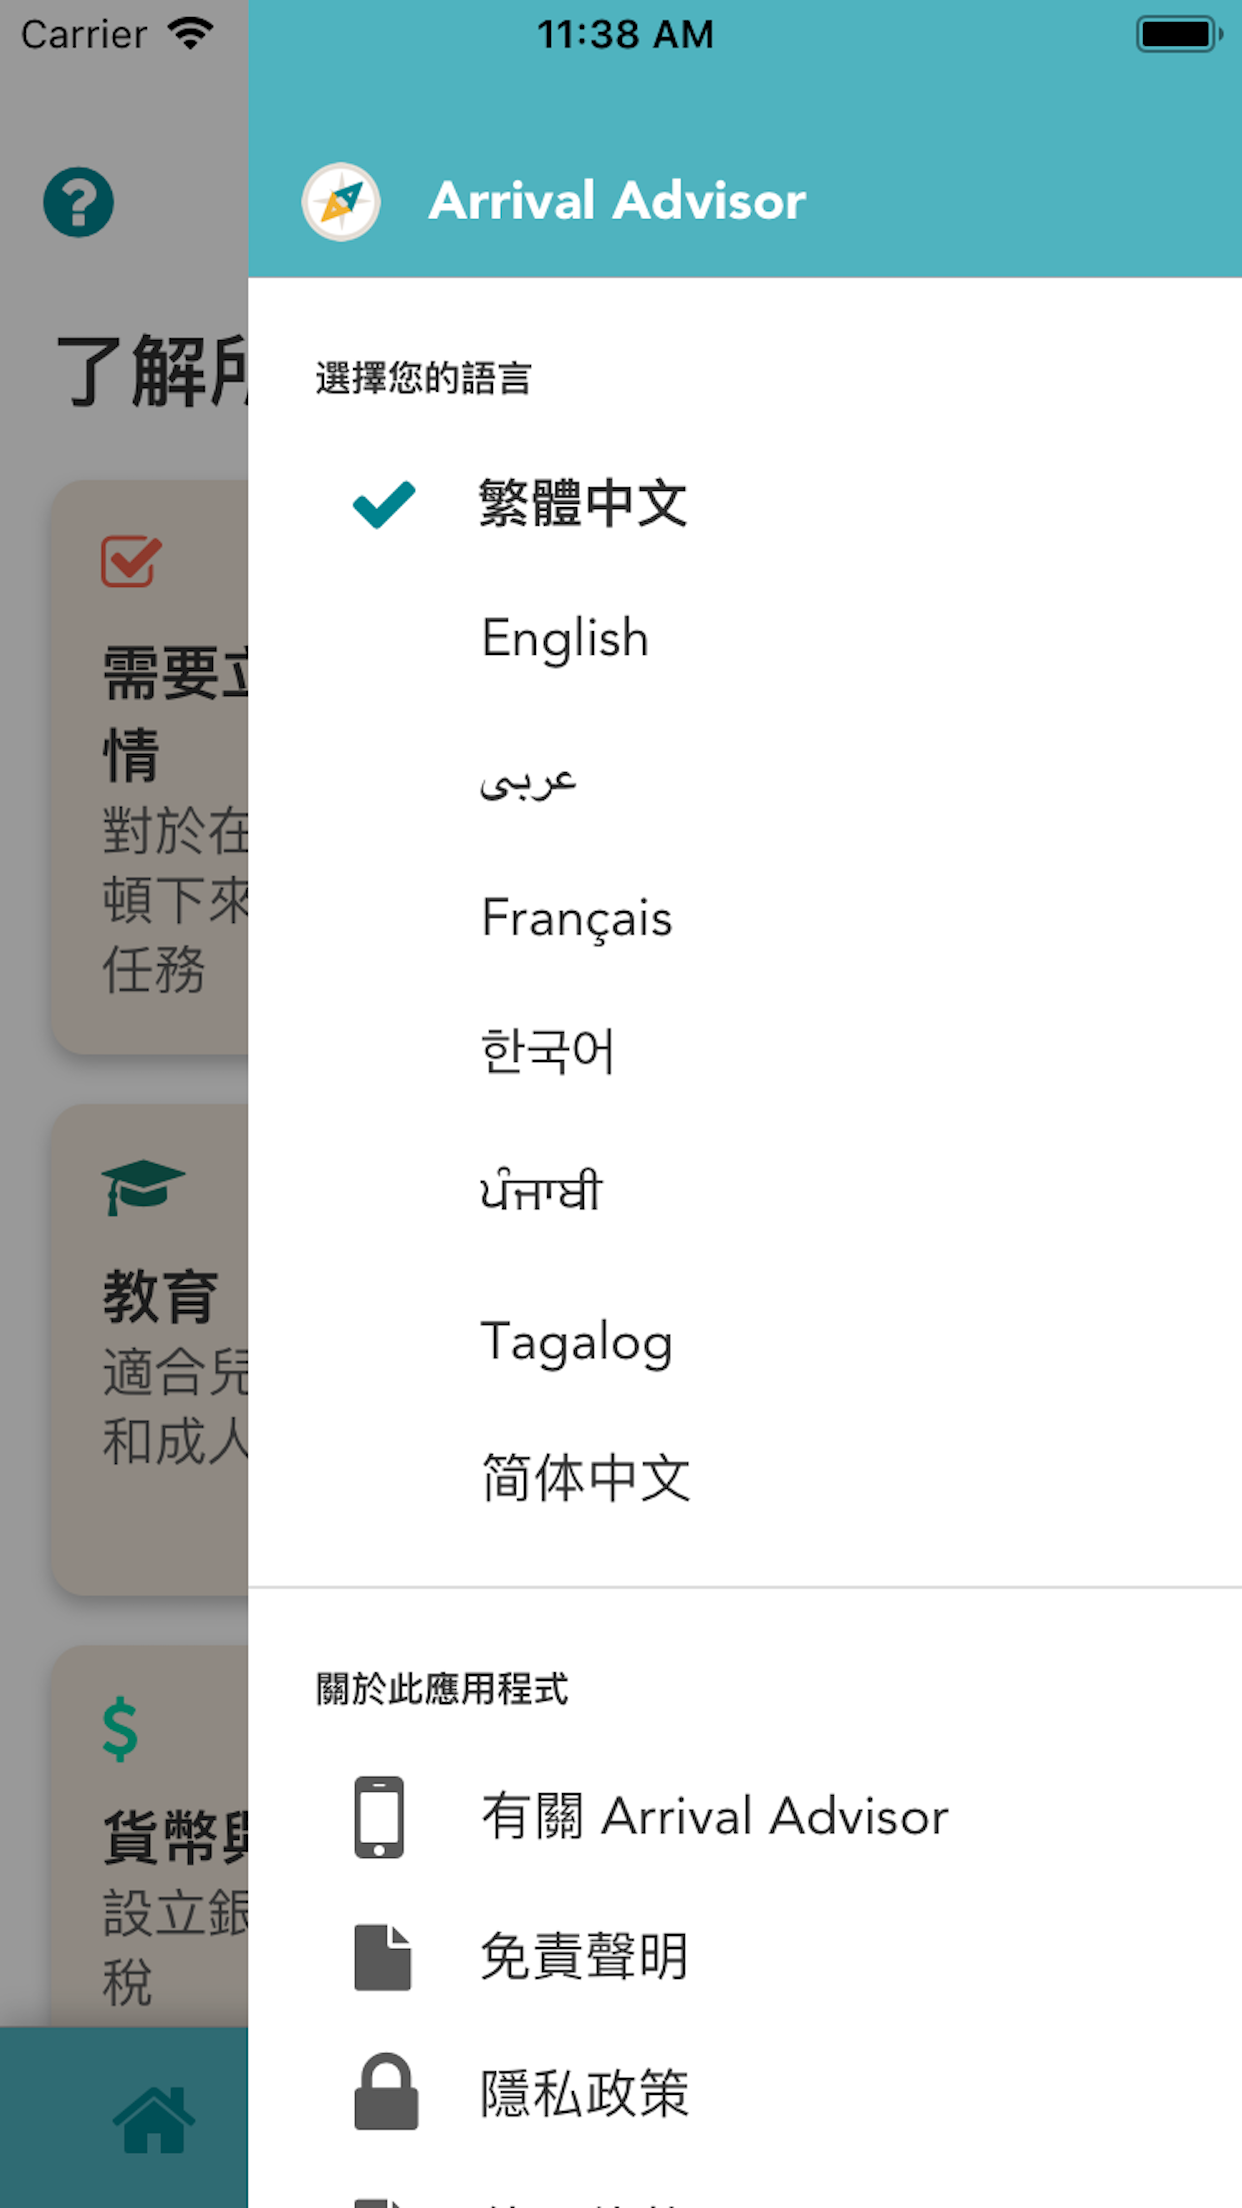 Carrier
11:38 AM
Arrival Advisor
選擇您的語言
繁體中文
English
عربى
Français
한국어
ਪੰਜਾਬੀ
Tagalog
简体中文
關於此應用程式
有關 Arrival Advisor
免責聲明
隱私政策
了解
需要立
情
對於在
頓下來
任務
教育
適合兒
和成人
貨幣與
設立銀
稅